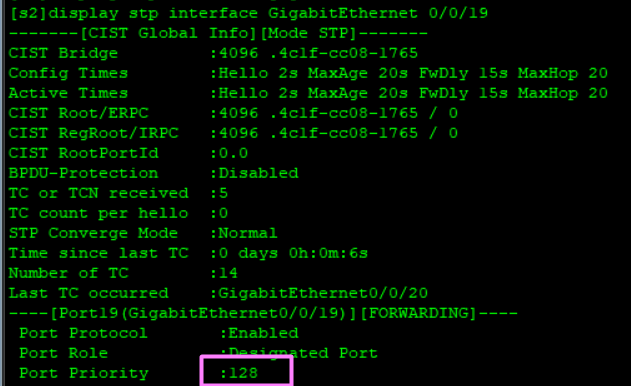 [s2]display stp interface GigabitEthernet 0/0/19
-------[CIST Global Info][Mode STP]-------
CIST Bridge         :4096 .4c1f-cc08-1765
Config Times        :Hello 2s MaxAge 20s FwDly 15s MaxHop 20
Active Times        :Hello 2s MaxAge 20s FwDly 15s MaxHop 20
CIST Root/ERPC      :4096 .4c1f-cc08-1765 / 0
CIST RegRoot/IRPC   :4096 .4c1f-cc08-1765 / 0
CIST RootPortId     :0.0
BPDU-Protection     :Disabled
TC or TCN received  :5
TC count per hello  :0
STP Converge Mode   :Normal
Time since last TC  :0 days 0h:0m:6s
Number of TC        :14
Last TC occurred    :GigabitEthernet0/0/20
----[Port19(GigabitEthernet0/0/19)][FORWARDING]----
 Port Protocol       :Enabled
 Port Role           :Designated Port
 Port Priority       :128